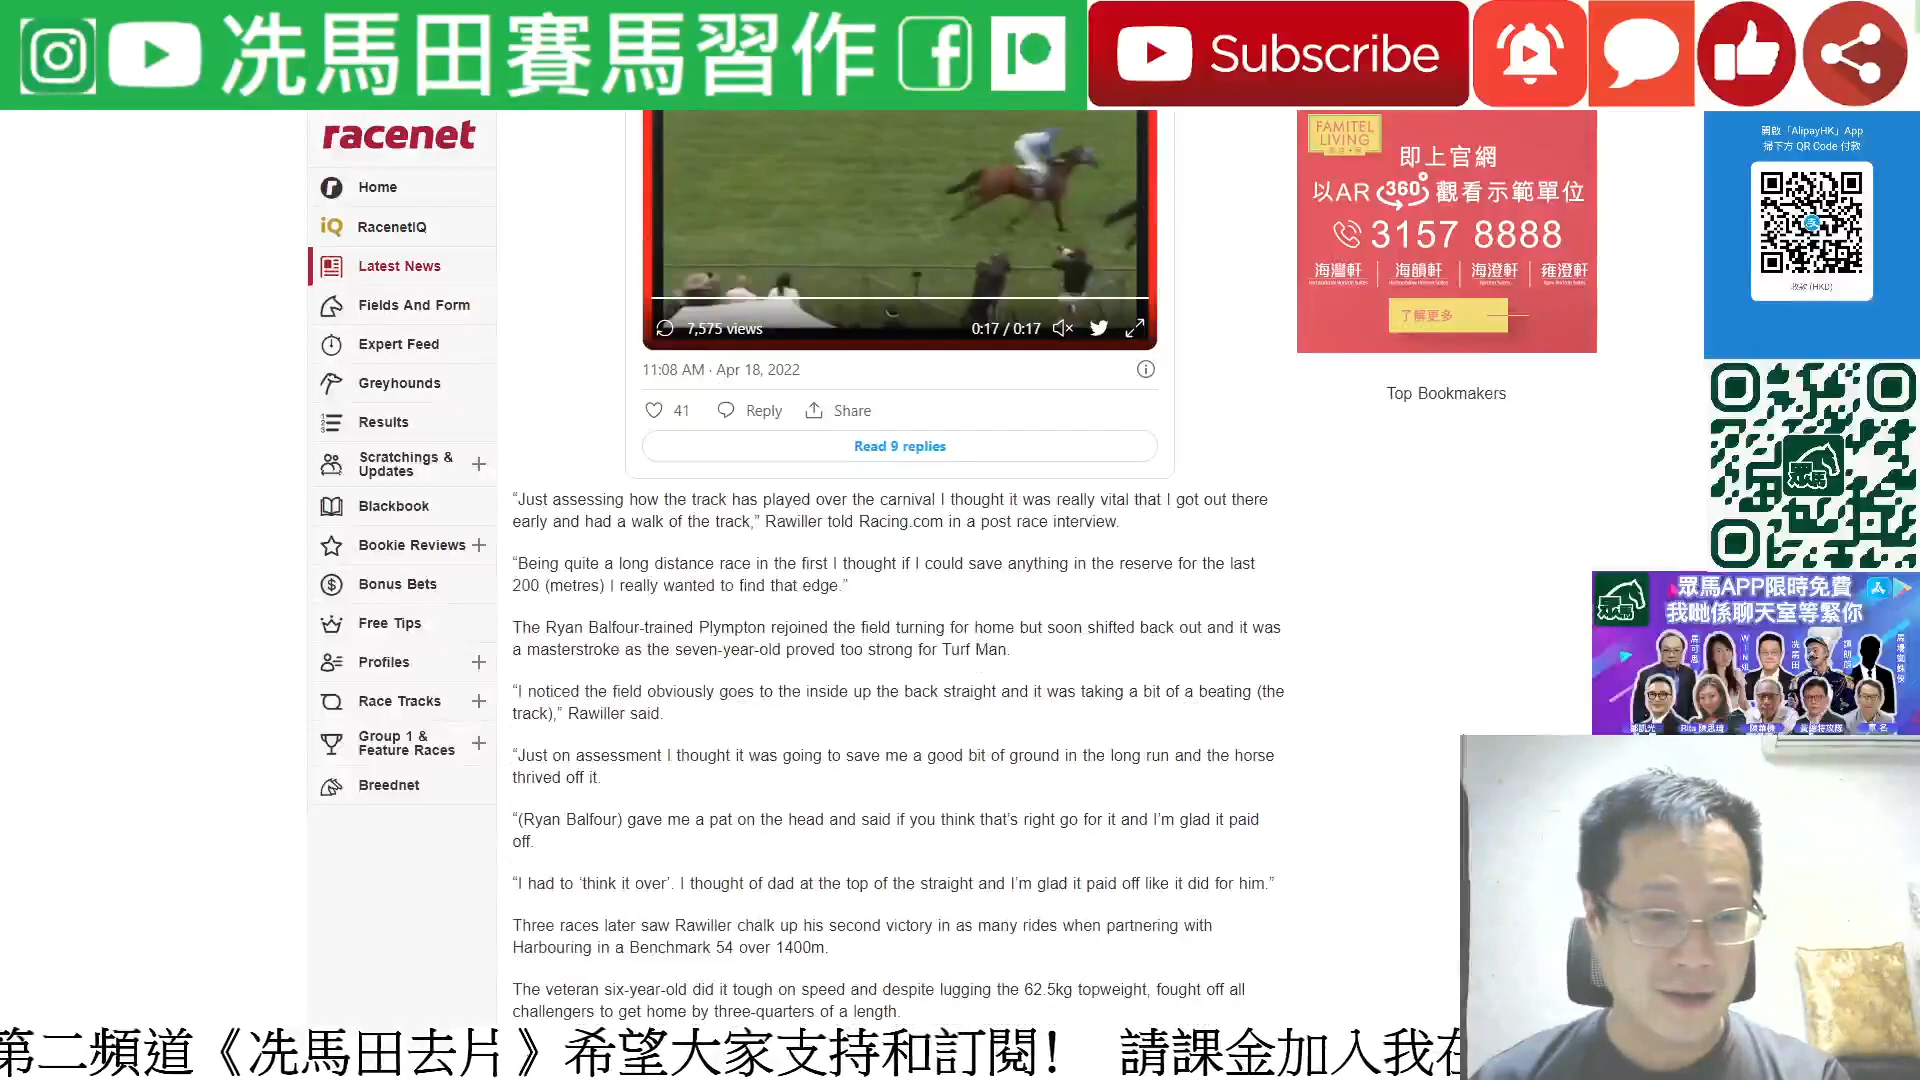 冼馬田賽馬習作
Subscribe
racenet
Home
RacenetIQ
Latest News
Fields And Form
Expert Feed
Greyhounds
Results
Scratchings &
Updates
Blackbook
Bookie Reviews
Bonus Bets
Free Tips
Profiles
Race Tracks
Group 1 &
Feature Races
Breednet
7,575 views
0:17 / 0:17
11:08 AM · Apr 18, 2022
41 Reply Share
Read 9 replies
“Just assessing how the track has played over the carnival I thought it was really vital that I got out there
early and had a walk of the track,” Rawiller told Racing.com in a post race interview.
“Being quite a long distance race in the first I thought if I could save anything in the reserve for the last
200 (metres) I really wanted to find that edge.”
The Ryan Balfour-trained Plympton rejoined the field turning for home but soon shifted back out and it was
a masterstroke as the seven-year-old proved too strong for Turf Man.
“I noticed the field obviously goes to the inside up the back straight and it was taking a bit of a beating (the
track),” Rawiller said.
“Just on assessment I thought it was going to save me a good bit of ground in the long run and the horse
thrived off it.
“(Ryan Balfour) gave me a pat on the head and said if you think that’s right go for it and I’m glad it paid
off.
“I had to ‘think it over’. I thought of dad at the top of the straight and I’m glad it paid off like it did for him.”
Three races later saw Rawiller chalk up his second victory in as many rides when partnering with
Harbouring in a Benchmark 54 over 1400m.
The veteran six-year-old did it tough on speed and despite lugging the 62.5kg topweight, fought off all
challengers to get home by three-quarters of a length.
FAMITEL
LIVING
即上官網
以AR 360° 觀看示範單位
3157 8888
海灣軒 海韻軒 海澄軒 雍澄軒
了解更多
Top Bookmakers
開啟「AlipayHK」App
掃下方 QR Code 付款
收款 (HKD)
眾馬
眾馬APP限時免費
我哋係聊天室等緊你
第二頻道《冼馬田去片》希望大家支持和訂閱！ 請課金加入我在